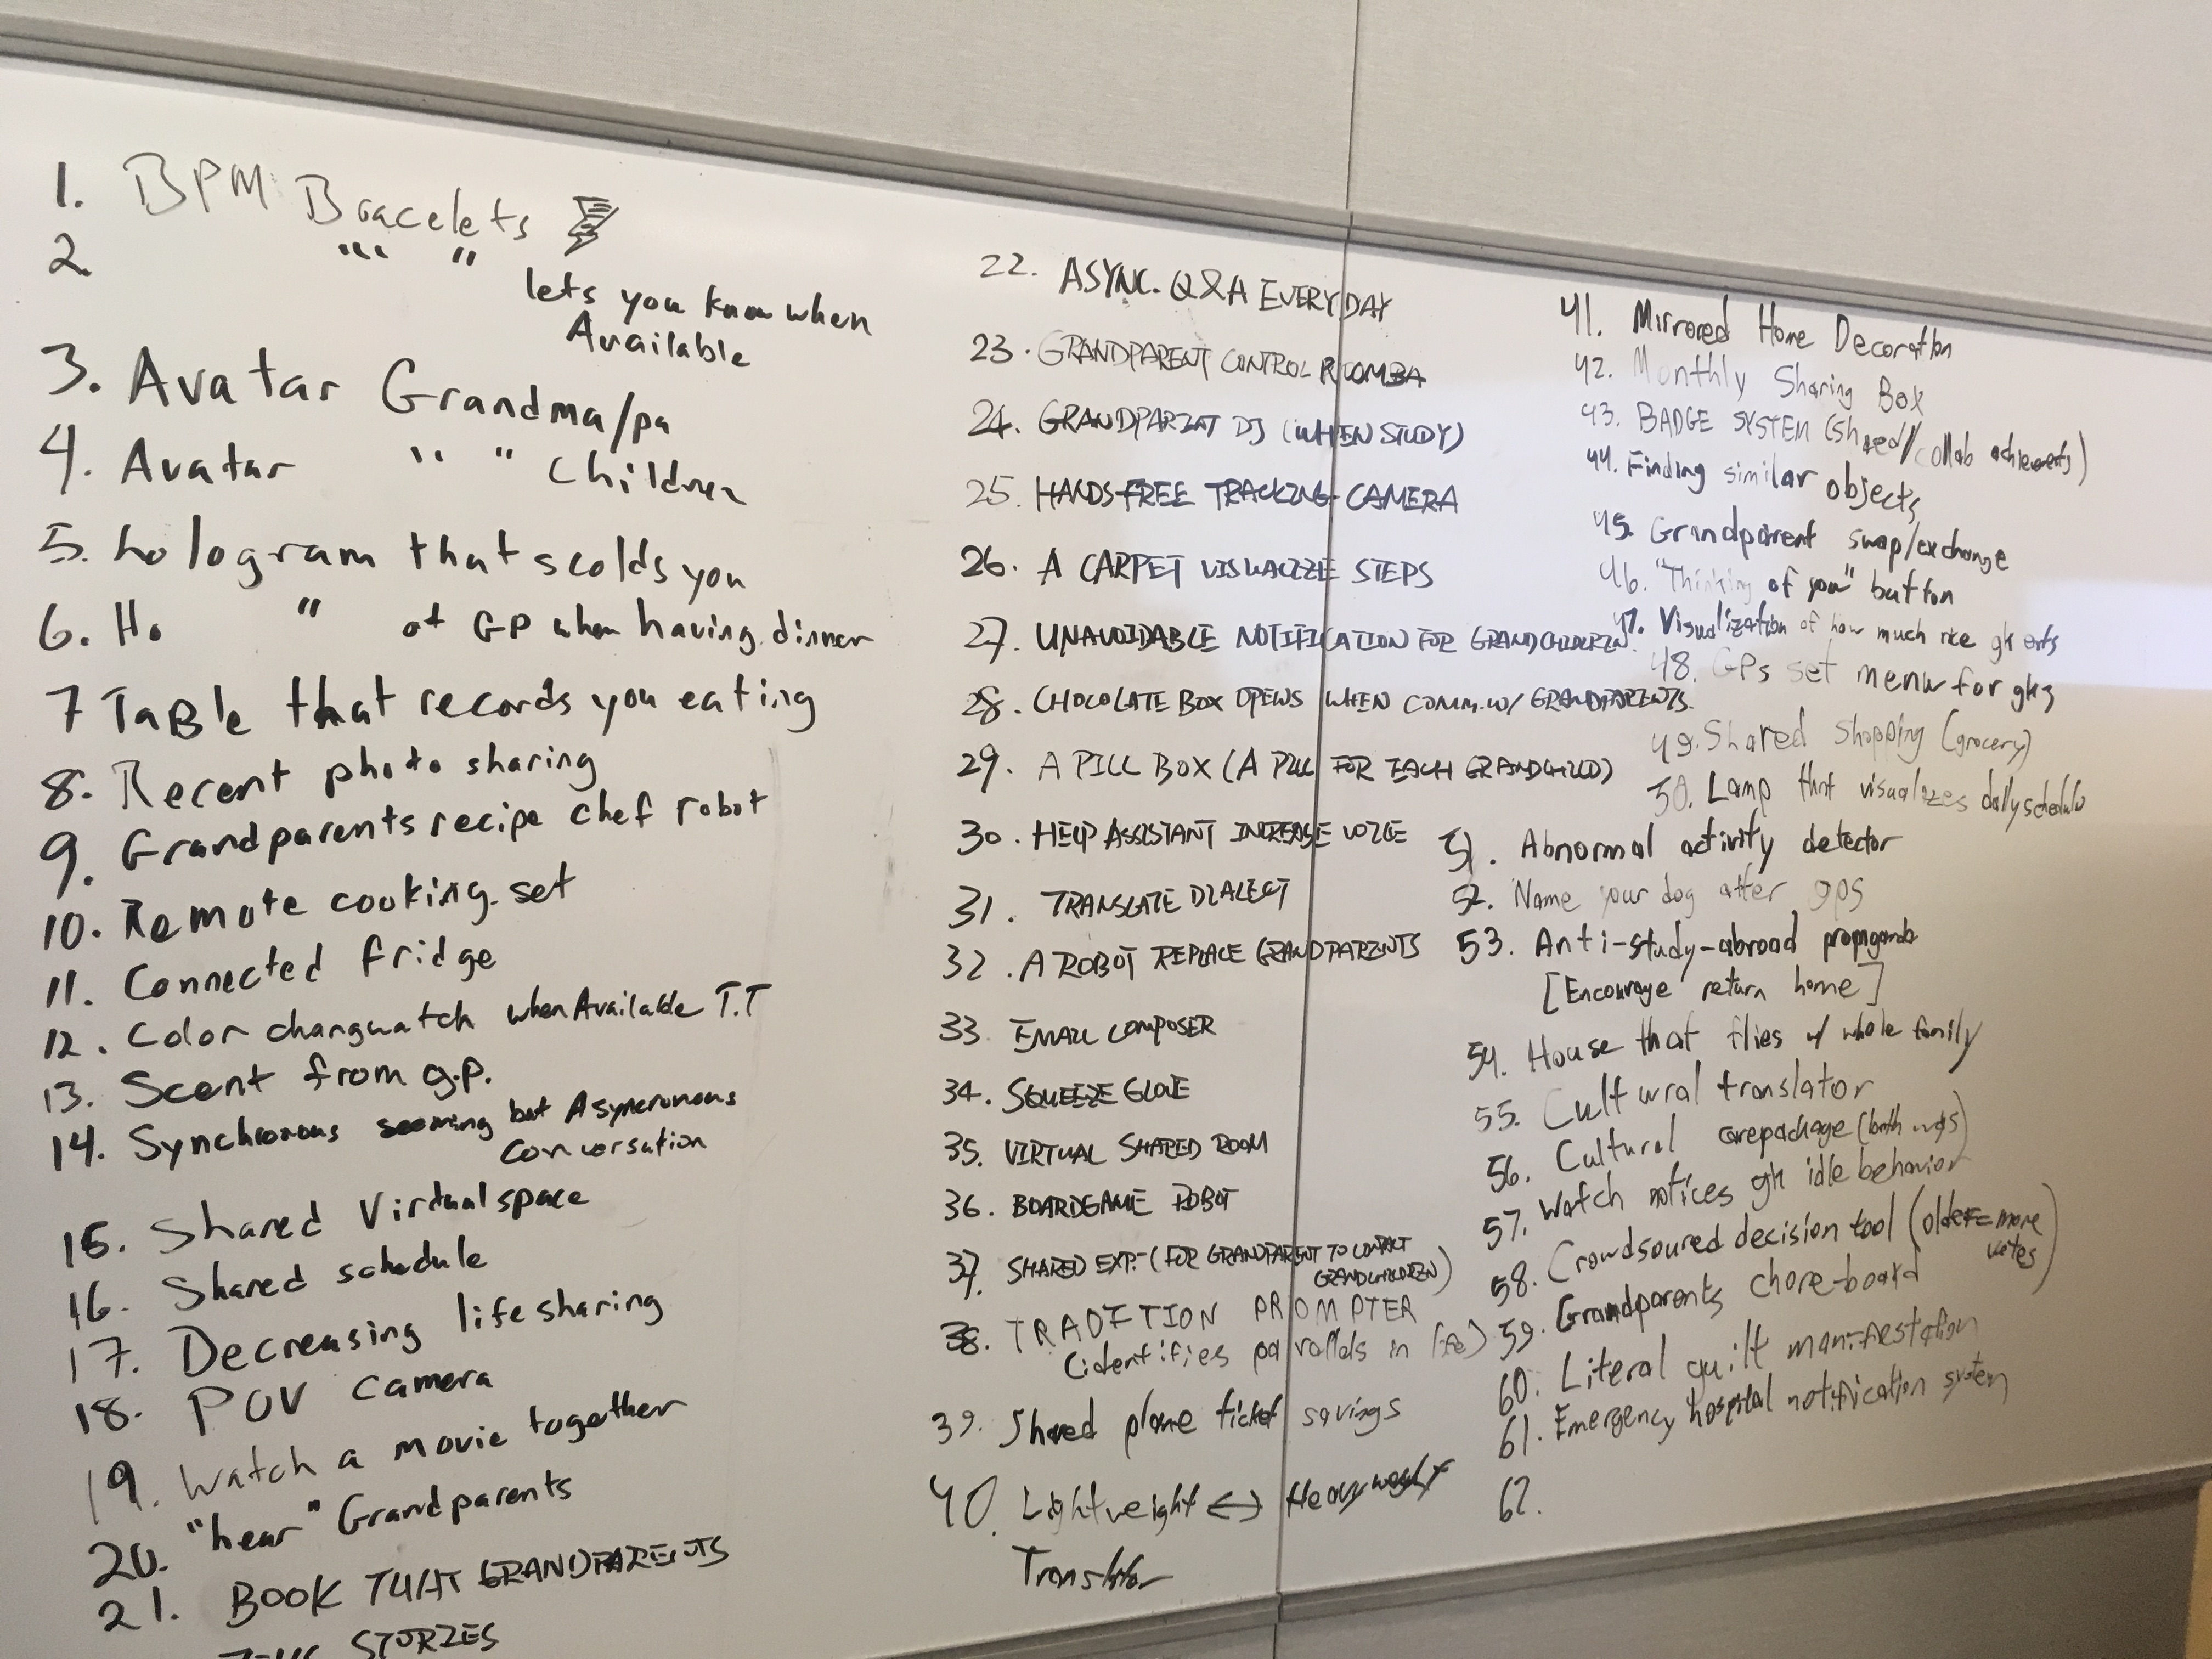 1. BPM Bracelets
2 "" " lets you know when
Available
3. Avatar Grandma/pa
4. Avatar " " Children
5. hologram that scolds you
6. Ho " at GP when having dinner
7 TaBle that records you eating
8. Recent photo sharing
9. Grandparents recipe chef robot
10. Remote cooking set
11. Connected fridge
12. Color changwatch when Available T.T
13. Scent from g.p.
14. Synchronous seeming but Asyncronous
Conversation
15. Shared Virtual space
16. Shared schedule
17. Decreasing life sharing
18. POV camera
19. Watch a movie together
20. "hear" Grandparents
21. BOOK THAT GRANDPARENTS
STORIES
22. ASYNC. Q&A EVERYDAY
23. GRANDPARENT CONTROL ROOMBA
24. GRANDPARENT DJ (WHEN STUDY)
25. HANDS-FREE TRACKING CAMERA
26. A CARPET VISUALIZE STEPS
27. UNAVOIDABLE NOTIFICATION FOR GRANDCHILDREN.
28. CHOCOLATE BOX OPENS WHEN COMM. W/ GRANDPARENTS.
29. A PILL BOX (A PILL FOR EACH GRANDCHILD)
30. HELP ASSISTANT INCREASE VOICE
31. TRANSLATE DIALECT
32. A ROBOT REPLACE GRANDPARENTS
33. EMAIL COMPOSER
34. SQUEEZE GLOVE
35. VIRTUAL SHARED ROOM
36. BOARDGAME ROBOT
37. SHARED EXP. (FOR GRANDPARENT TO CONTACT
GRANDCHILDREN)
38. TRADITION PROMPTER
(identifies parallels in life)
39. Shared plane ticket savings
40. Lightweight <-> Heavyweight
Translator
41. Mirrored Home Decoration
42. Monthly Sharing Box
43. BADGE SYSTEM (shared/collab achievements)
44. Finding similar objects
45. Grandparent swap/exchange
46. "Thinking of you" button
47. Visualization of how much rice gk eats
48. GPs set menu for gks
49. Shared shopping (grocery)
50. Lamp that visualizes daily schedule
51. Abnormal activity detector
52. Name your dog after gps
53. Anti-study-abroad propaganda
[Encourage return home]
54. House that flies w/ whole family
55. Cultural translator
56. Cultural carepackage (both ways)
57. Watch notices gk idle behavior
58. Crowdsoured decision tool (older = more
votes)
59. Grandparents chore-board
60. Literal quilt manifestation
61. Emergency hospital notification system
62.